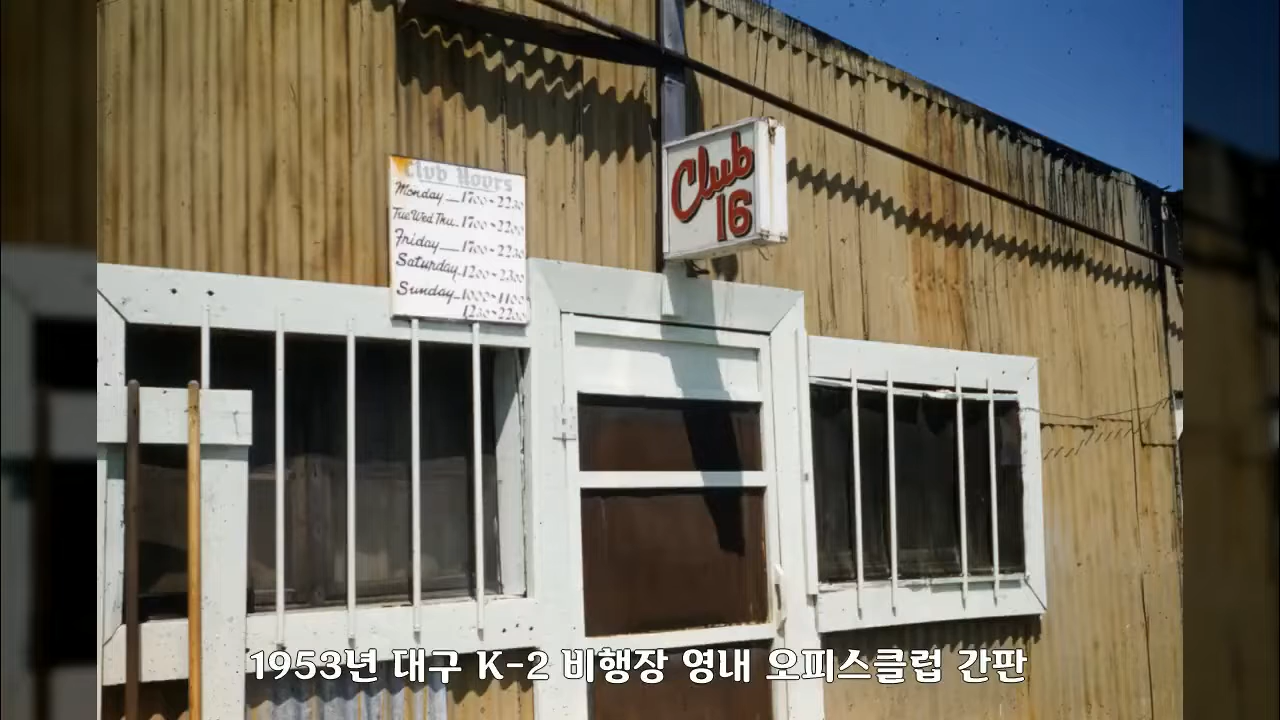 Club Hours
Monday 1700-2230
Tue Wed Thu. 1700-2200
Friday 1700-2230
Saturday 1200-2300
Sunday 1000-1100
1230-2200
Club
16
1953년 대구 K-2 비행장 영내 오피스클럽 간판